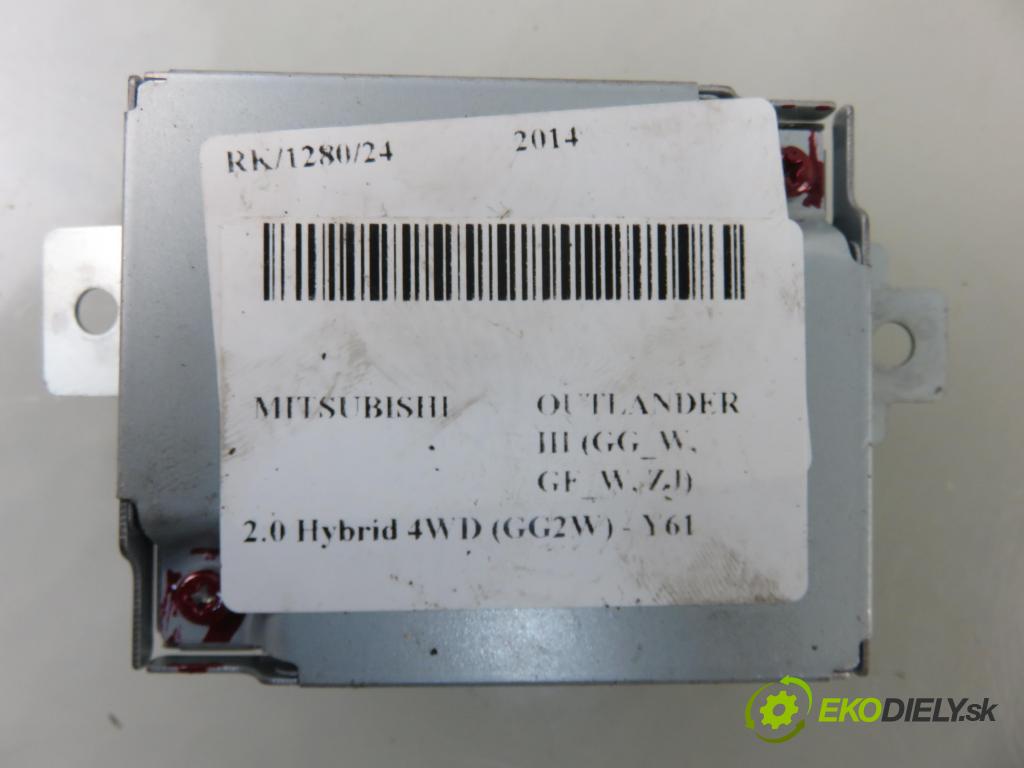 RK/1280/24 2014
MITSUBISHI OUTLANDER
III (GG_W,
GF_W, ZJ)
2.0 Hybrid 4WD (GG2W) - Y61
EKODIELY.sk